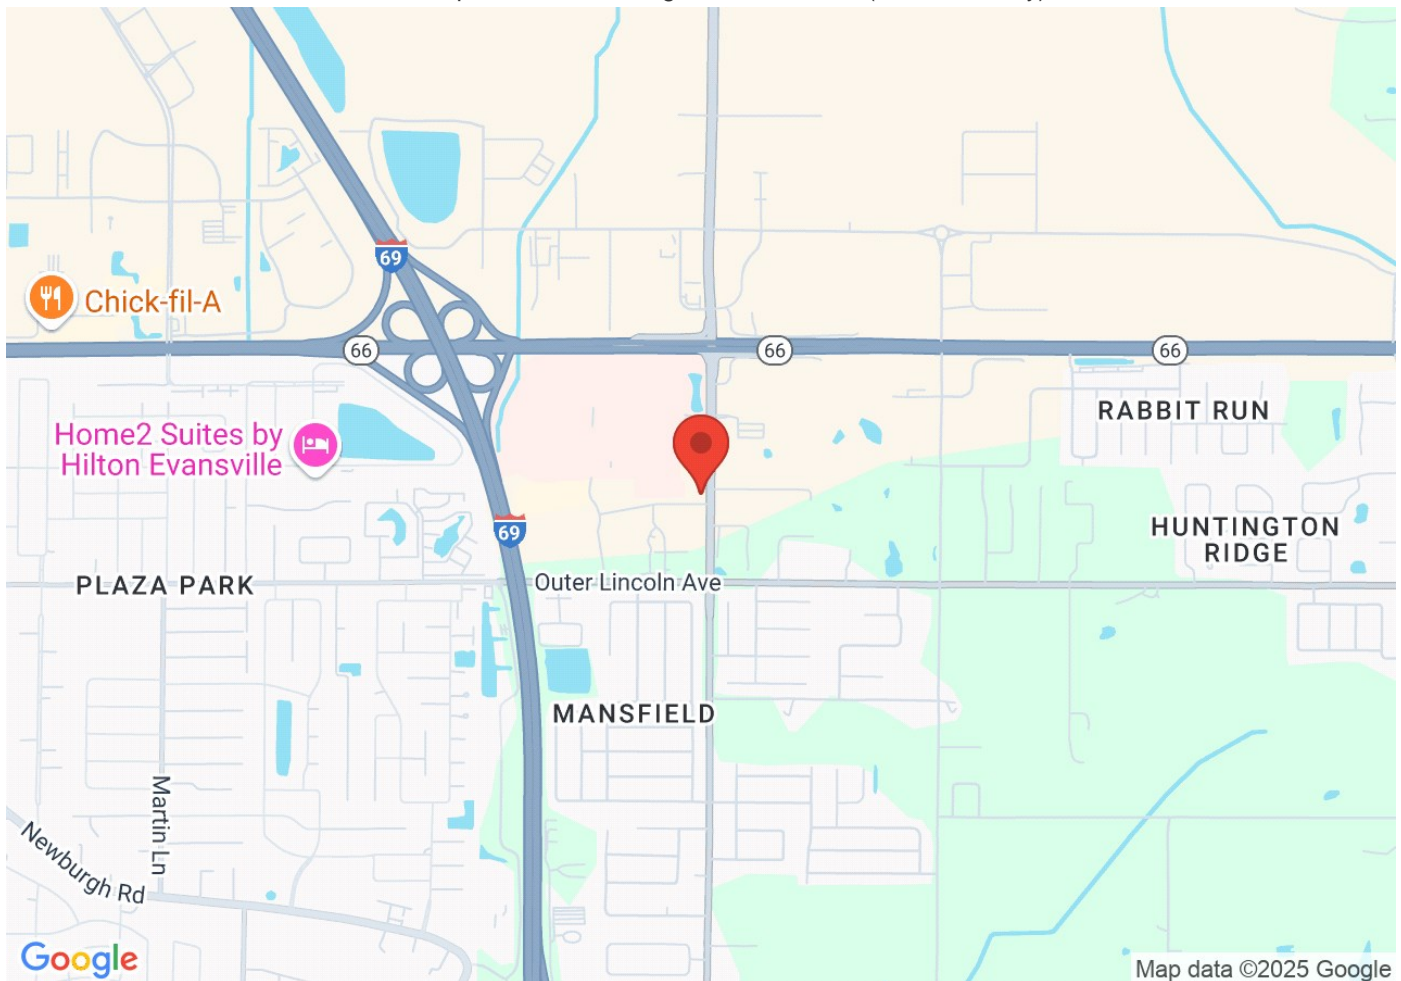 69
Chick-fil-A
66
66
66
RABBIT RUN
Home2 Suites by
Hilton Evansville
69
HUNTINGTON
RIDGE
PLAZA PARK
Outer Lincoln Ave
MANSFIELD
Martin Ln
Newburgh Rd
Google
Map data ©2025 Google